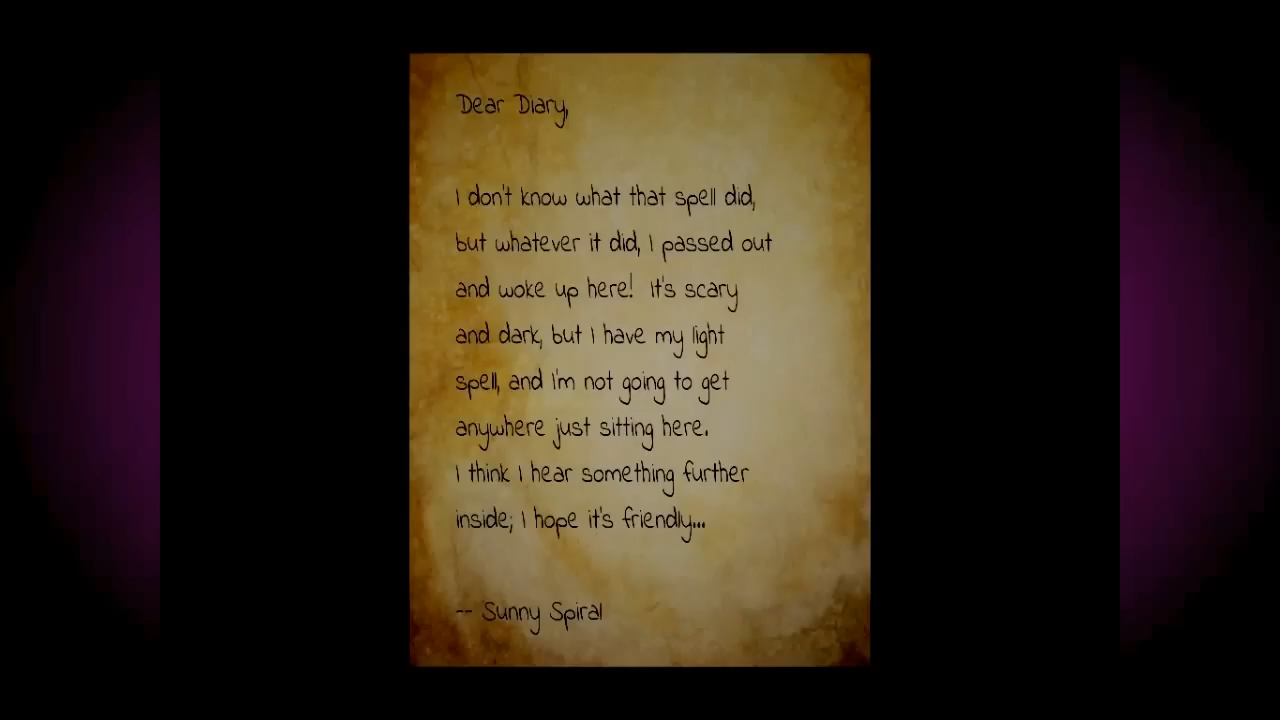 Dear Diary,
I don't know what that spell did,
but whatever it did, I passed out
and woke up here!  It's scary
and dark, but I have my light
spell, and I'm not going to get
anywhere just sitting here.
I think I hear something further
inside; I hope it's friendly...
-- Sunny Spiral